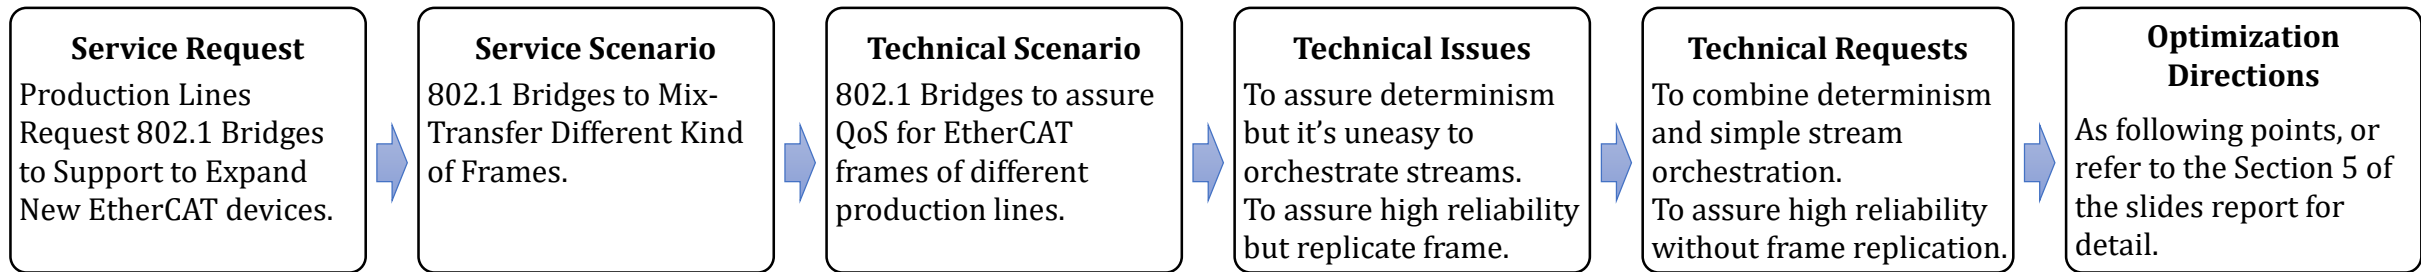 Service Request
Production Lines
Request 802.1 Bridges
to Support to Expand
New EtherCAT devices.
Service Scenario
802.1 Bridges to Mix-
Transfer Different Kind
of Frames.
Technical Scenario
802.1 Bridges to assure
QoS for EtherCAT
frames of different
production lines.
Technical Issues
To assure determinism
but it's uneasy to
orchestrate streams.
To assure high reliability
but replicate frame.
Technical Requests
To combine determinism
and simple stream
orchestration.
To assure high reliability
without frame replication.
Optimization
Directions
As following points, or
refer to the Section 5 of
the slides report for
detail.